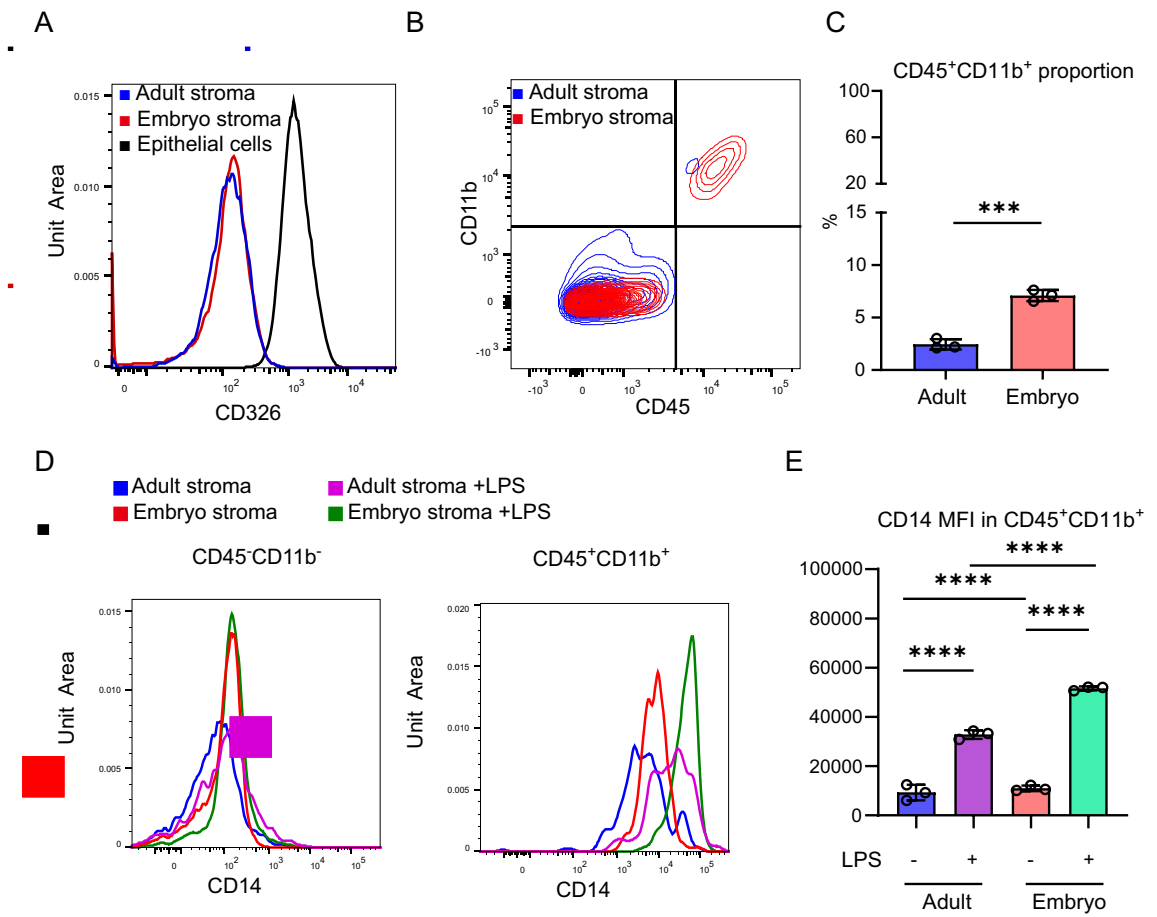 A
Adult stroma
Embryo stroma
Epithelial cells
0.015
0.010
0.005
0
Unit Area
0 10² 10³ 10⁴
CD326
B
Adult stroma
Embryo stroma
10⁵
10⁴
10³
0
-10³
CD11b
-10³ 0 10³ 10⁴ 10⁵
CD45
C
CD45⁺CD11b⁺ proportion
100
60
20
15
10
5
0
%
***
Adult Embryo
D
Adult stroma Adult stroma +LPS
Embryo stroma Embryo stroma +LPS
CD45⁻CD11b⁻
0.015
0.010
0.005
0
Unit Area
0 10² 10³ 10⁴ 10⁵
CD14
CD45⁺CD11b⁺
0.020
0.015
0.010
0.005
0
Unit Area
0 10² 10³ 10⁴ 10⁵
CD14
E
CD14 MFI in CD45⁺CD11b⁺
100000
80000
60000
40000
20000
0
****
****
****
****
LPS - + - +
Adult Embryo